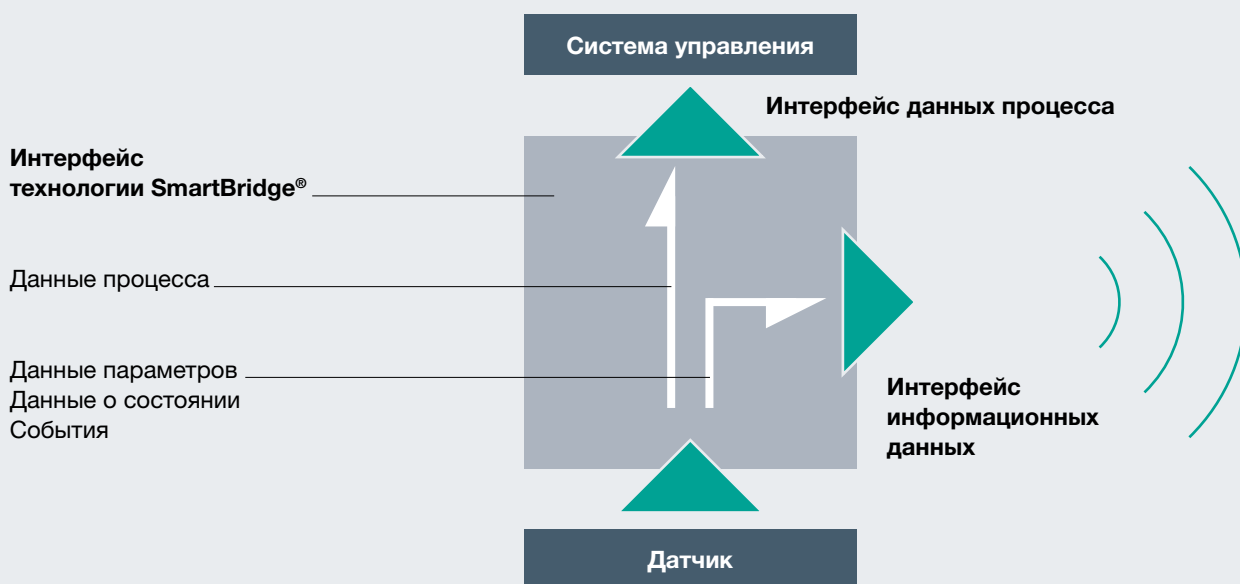 Система управления
Интерфейс данных процесса
Интерфейс
технологии SmartBridge®
Данные процесса
Данные параметров
Данные о состоянии
События
Интерфейс
информационных
данных
Датчик